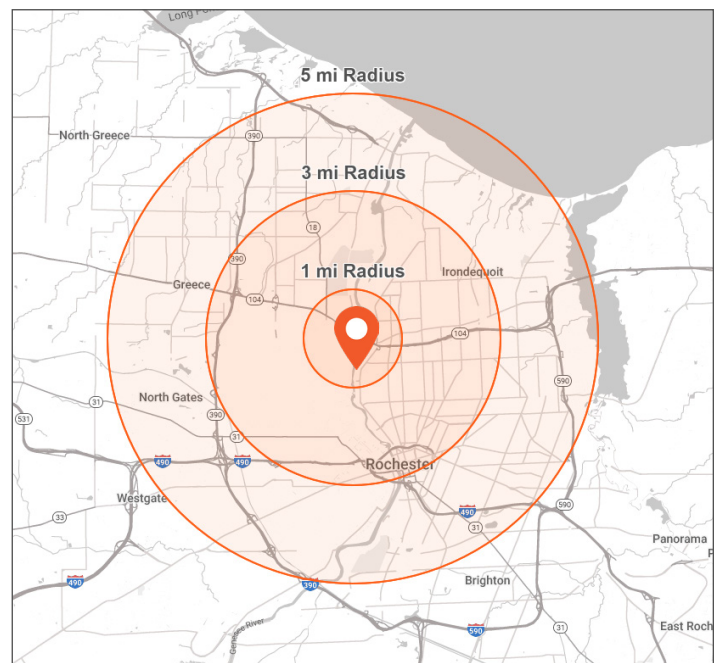 Long Po
5 mi Radius
North Greece
390
390
3 mi Radius
18
1 mi Radius
Irondequoit
390
Greece
104
104
590
North Gates
31
390
531
31
490
490
Rochester
Westgate
490
590
33
31
Panorama
P
490
390
Brighton
Genesee River
590
31
East Roch